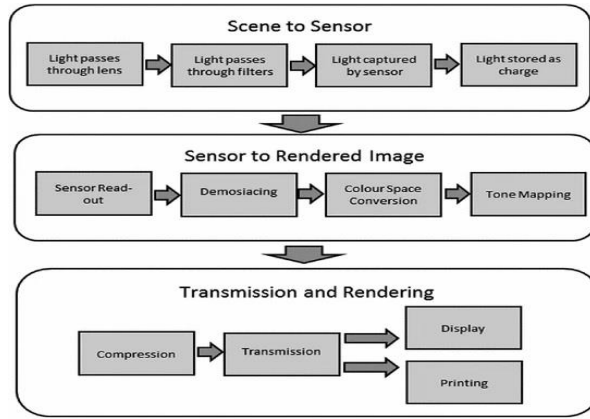 Scene to Sensor
Light passes
through lens
Light passes
through filters
Light captured
by sensor
Light stored as
charge
Sensor to Rendered Image
Sensor Read-
out
Demosiacing
Colour Space
Conversion
Tone Mapping
Transmission and Rendering
Compression
Transmission
Display
Printing